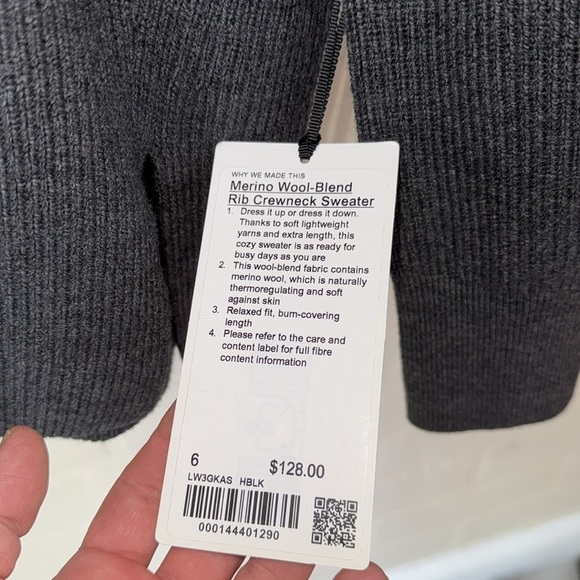 WHY WE MADE THIS
Merino Wool-Blend
Rib Crewneck Sweater
1. Dress it up or dress it down.
Thanks to soft lightweight
yarns and extra length, this
cozy sweater is as ready for
busy days as you are
2. This wool-blend fabric contains
merino wool, which is naturally
thermoregulating and soft
against skin
3. Relaxed fit, bum-covering
length
4. Please refer to the care and
content label for full fibre
content information
6 $128.00
LW3GKAS HBLK
000144401290